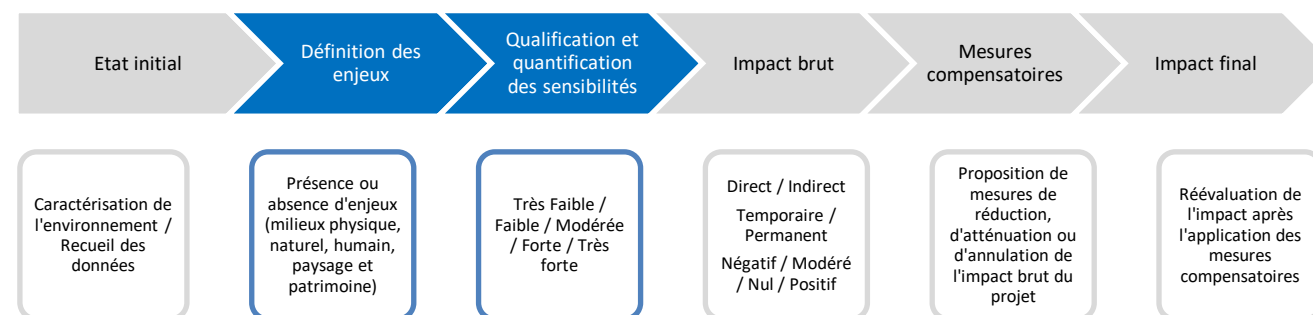 Etat initial
Définition des
enjeux
Qualification et
quantification
des sensibilités
Impact brut
Mesures
compensatoires
Impact final
Caractérisation de
l'environnement /
Recueil des
données
Présence ou
absence d'enjeux
(milieux physique,
naturel, humain,
paysage et
patrimoine)
Très Faible /
Faible / Modérée
/ Forte / Très
forte
Direct / Indirect
Temporaire /
Permanent
Négatif / Modéré
/ Nul / Positif
Proposition de
mesures de
réduction,
d'atténuation ou
d'annulation de
l'impact brut du
projet
Réévaluation de
l'impact après
l'application des
mesures
compensatoires